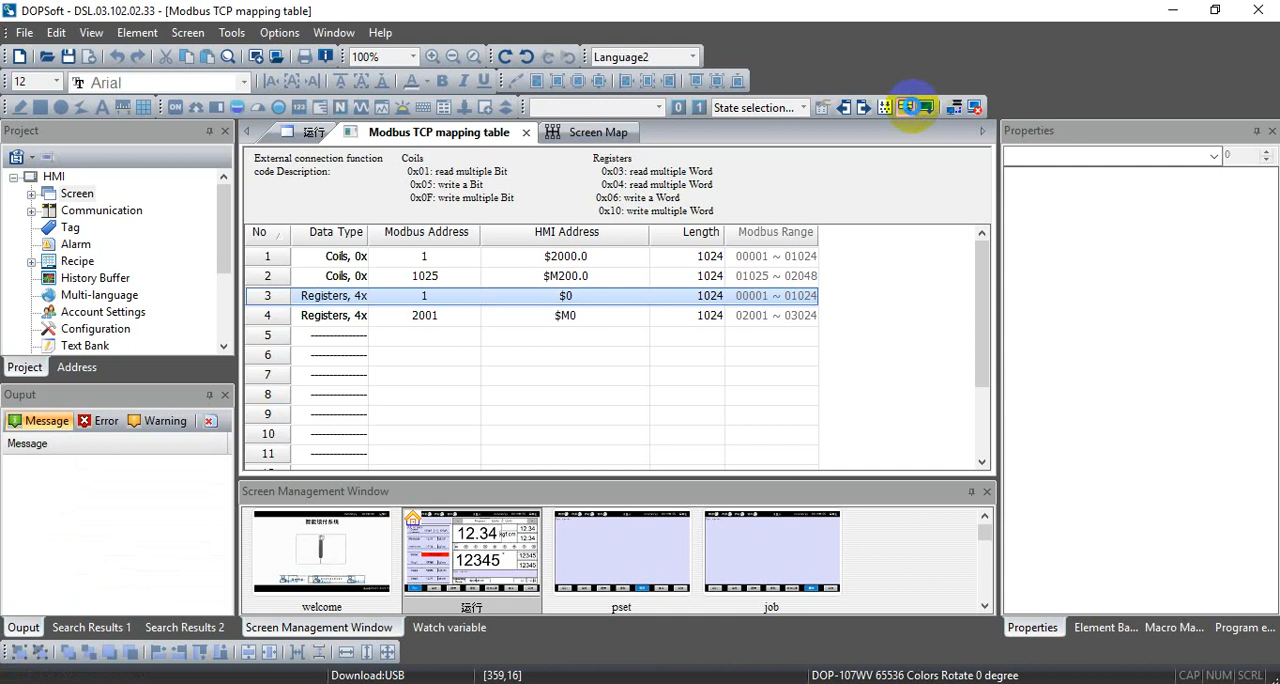 DOPSoft - DSL.03.102.02.33 - [Modbus TCP mapping table]
File Edit View Element Screen Tools Options Window Help
100% Language2
12 Arial
State selection...
Project
运行 Modbus TCP mapping table Screen Map
Properties
0
HMI
Screen
Communication
Tag
Alarm
Recipe
History Buffer
Multi-language
Account Settings
Configuration
Text Bank
Project Address
External connection function code Description:
Coils
0x01: read multiple Bit
0x05: write a Bit
0x0F: write multiple Bit
Registers
0x03: read multiple Word
0x04: read multiple Word
0x06: write a Word
0x10: write multiple Word
No Data Type Modbus Address HMI Address Length Modbus Range
1 Coils, 0x 1 $2000.0 1024 00001 ~ 01024
2 Coils, 0x 1025 $M200.0 1024 01025 ~ 02048
3 Registers, 4x 1 $0 1024 00001 ~ 01024
4 Registers, 4x 2001 $M0 1024 02001 ~ 03024
5 ---------------
6 ---------------
7 ---------------
8 ---------------
9 ---------------
10 ---------------
11 ---------------
Ouput
Message Error Warning
Message
Screen Management Window
12.34 kgf.cm 12.34
12.34
12345 12345
12345
welcome 运行 pset job
Ouput Search Results 1 Search Results 2 Screen Management Window Watch variable
Properties Element Ba... Macro Ma... Program e...
Download:USB [359,16] DOP-107WV 65536 Colors Rotate 0 degree CAP NUM SCRL